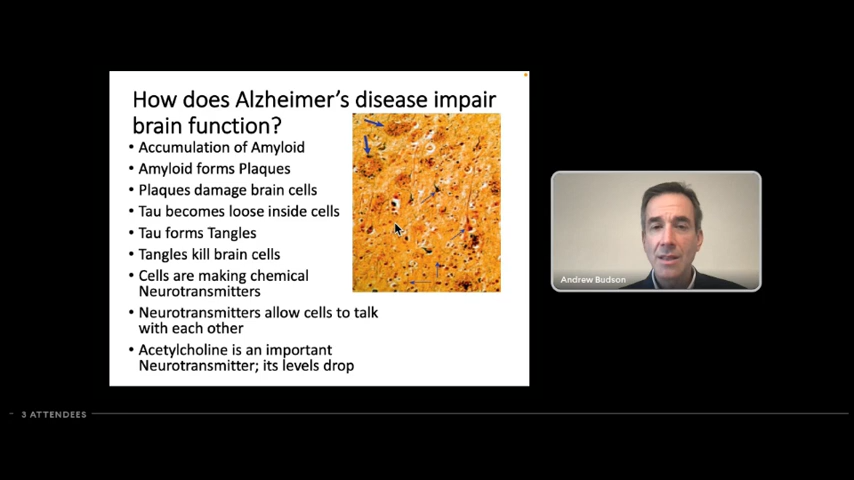 How does Alzheimer's disease impair
brain function?
• Accumulation of Amyloid
• Amyloid forms Plaques
• Plaques damage brain cells
• Tau becomes loose inside cells
• Tau forms Tangles
• Tangles kill brain cells
• Cells are making chemical
Neurotransmitters
• Neurotransmitters allow cells to talk
with each other
• Acetylcholine is an important
Neurotransmitter; its levels drop
Andrew Budson
3 ATTENDEES